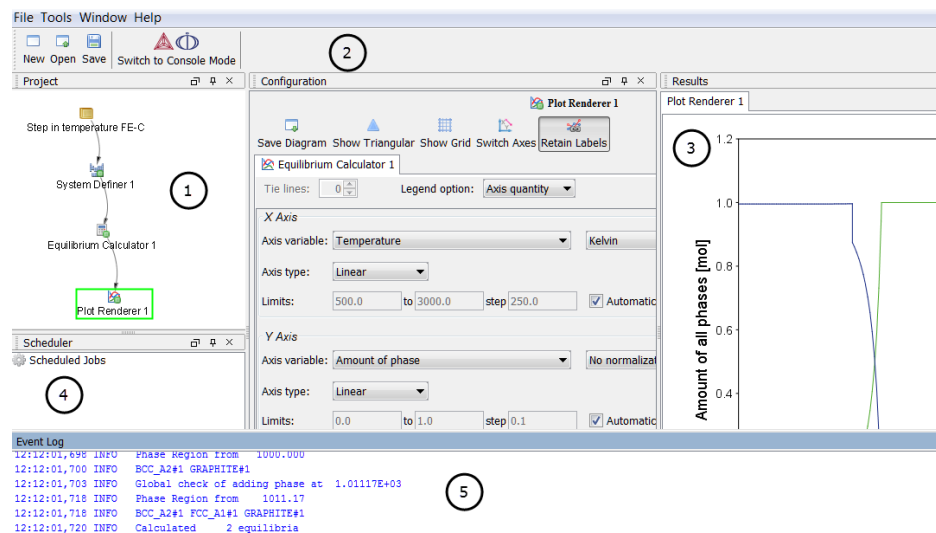 File Tools Window Help
New Open Save Switch to Console Mode
2
Project
Configuration
Results
Step in temperature FE-C
System Definer 1
1
Equilibrium Calculator 1
Plot Renderer 1
Plot Renderer 1
Save Diagram Show Triangular Show Grid Switch Axes Retain Labels
Equilibrium Calculator 1
Tie lines: 0 Legend option: Axis quantity
X Axis
Axis variable: Temperature Kelvin
Axis type: Linear
Limits: 500.0 to 3000.0 step 250.0 Automatic
Y Axis
Axis variable: Amount of phase No normalizat
Axis type: Linear
Limits: 0.0 to 1.0 step 0.1 Automatic
Plot Renderer 1
3
1.2
1.0
0.8
0.6
0.4
Amount of all phases [mol]
Scheduler
Scheduled Jobs
4
Event Log
12:12:01,698 INFO Phase Region from 1000.000
12:12:01,700 INFO BCC_A2#1 GRAPHITE#1
12:12:01,703 INFO Global check of adding phase at 1.01117E+03
12:12:01,718 INFO Phase Region from 1011.17
12:12:01,718 INFO BCC_A2#1 FCC_A1#1 GRAPHITE#1
12:12:01,720 INFO Calculated 2 equilibria
5